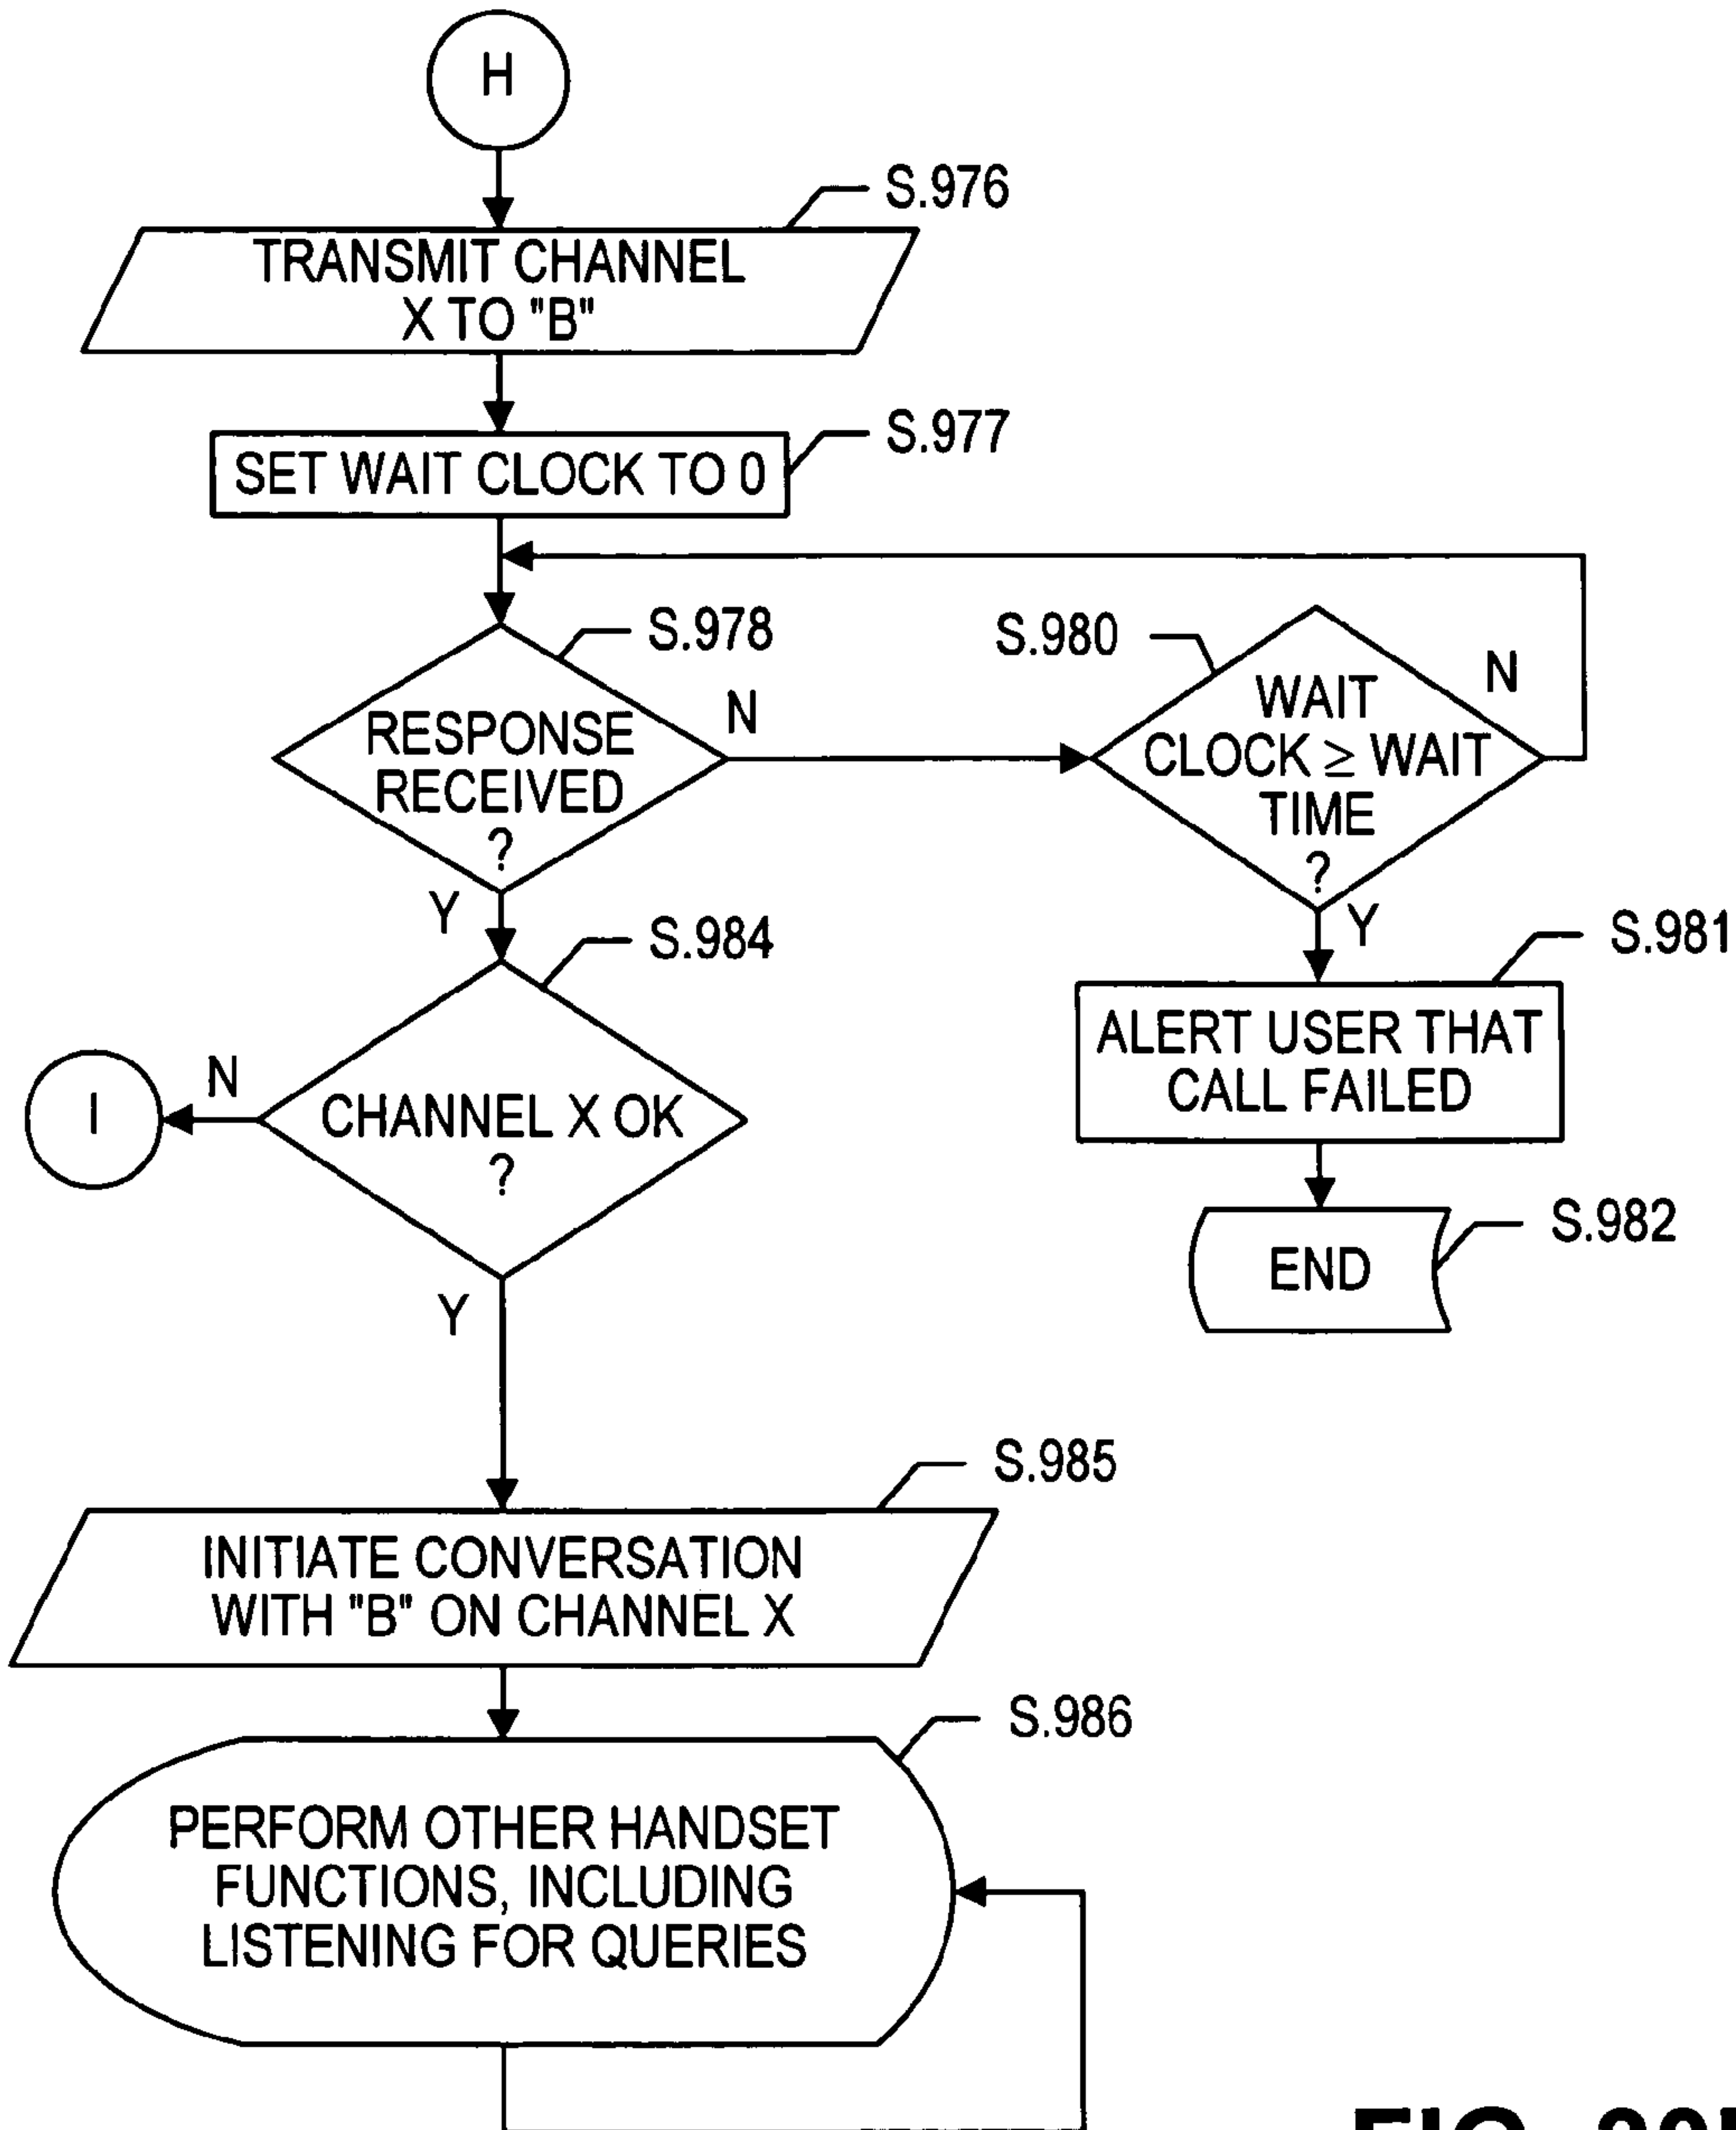 H
S.976
TRANSMIT CHANNEL
X TO "B"
S.977
SET WAIT CLOCK TO 0
S.978
RESPONSE
RECEIVED
?
N
Y
S.980
WAIT
CLOCK ≥ WAIT
TIME
?
N
Y
S.981
ALERT USER THAT
CALL FAILED
S.982
END
S.984
CHANNEL X OK
?
N
I
Y
S.985
INITIATE CONVERSATION
WITH "B" ON CHANNEL X
S.986
PERFORM OTHER HANDSET
FUNCTIONS, INCLUDING
LISTENING FOR QUERIES